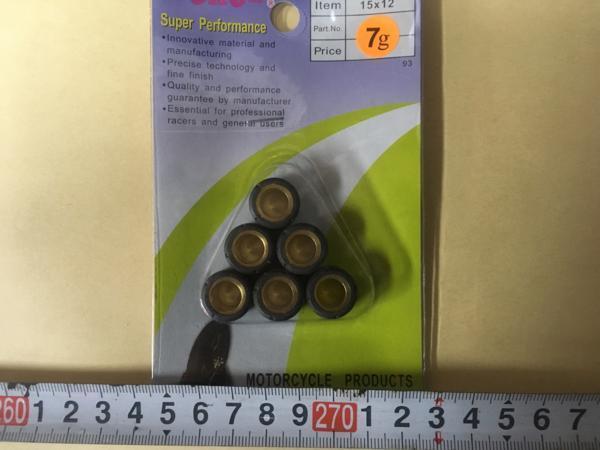 Super Performance
• Innovative material and
manufacturing
• Precise technology and
fine finish
• Quality and performance
guarantee by manufacturer
• Essential for professional
racers and general users
Item 15x12
Part.No.
7g
Price
93
MOTORCYCLE PRODUCTS
260 1 2 3 4 5 6 7 8 9 270 1 2 3 4 5 6 7